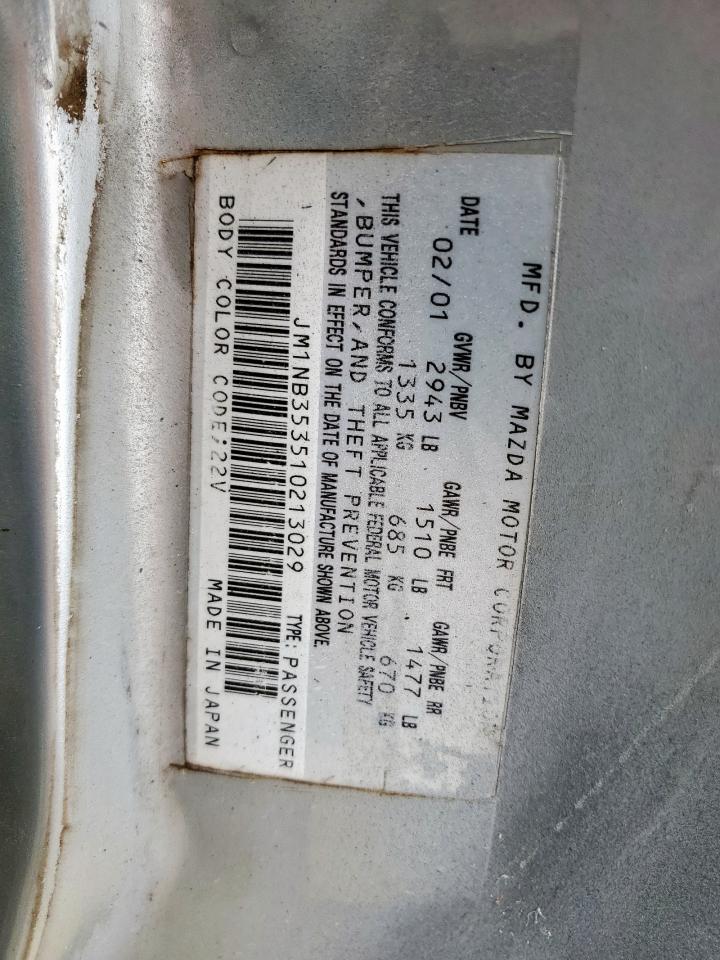 MFD. BY MAZDA MOTOR CORPORATION
DATE GVWR/PNBV GAWR/PNBE FRT GAWR/PNBE RR
02/01 2943 LB 1510 LB 1477 LB
1335 KG 685 KG 670 KG
THIS VEHICLE CONFORMS TO ALL APPLICABLE FEDERAL MOTOR VEHICLE SAFETY
, BUMPER, AND THEFT PREVENTION
STANDARDS IN EFFECT ON THE DATE OF MANUFACTURE SHOWN ABOVE.
JM1NB353510213029 TYPE: PASSENGER
BODY COLOR CODE:22V MADE IN JAPAN